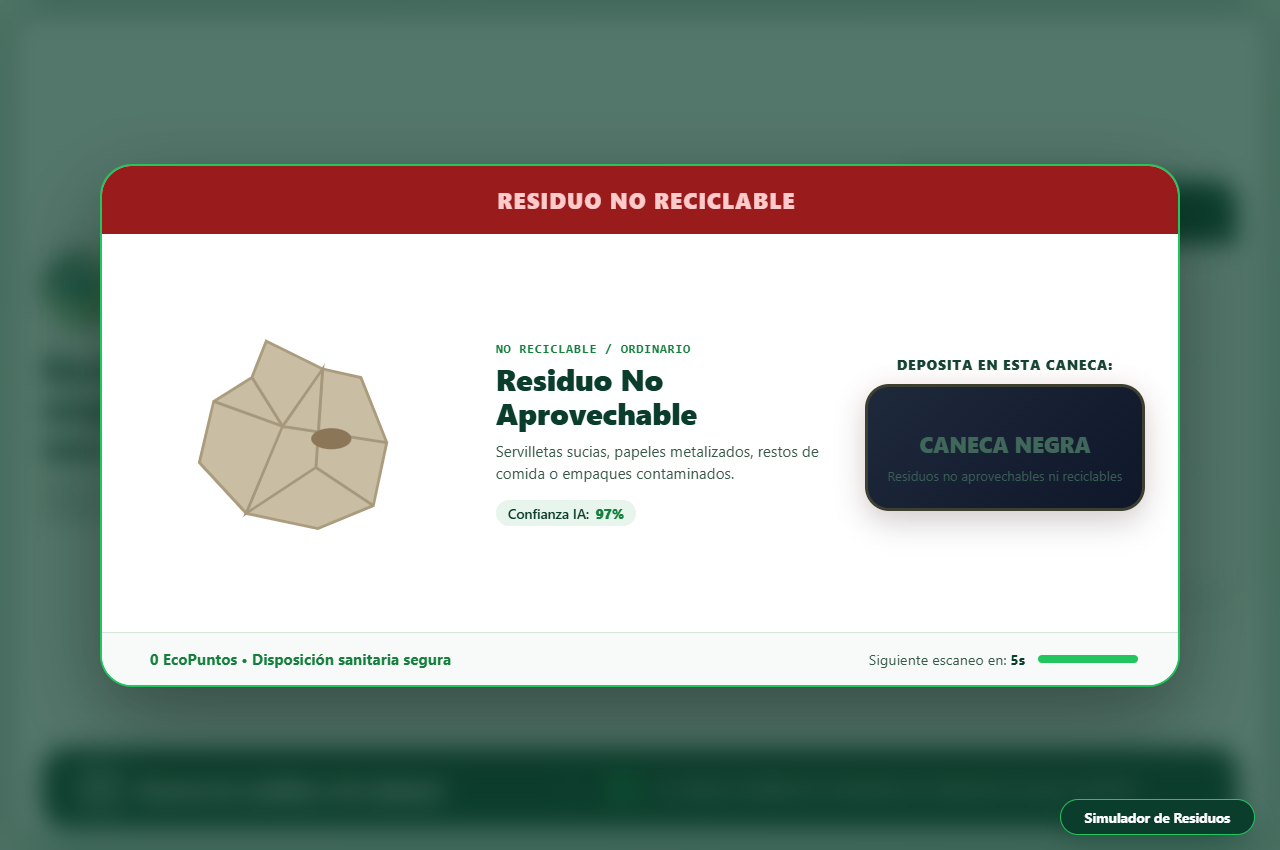 RESIDUO NO RECICLABLE
NO RECICLABLE / ORDINARIO
Residuo No
Aprovechable
Servilletas sucias, papeles metalizados, restos de
comida o empaques contaminados.
Confianza IA: 97%
DEPOSITA EN ESTA CANECA:
CANECA NEGRA
Residuos no aprovechables ni reciclables
0 EcoPuntos • Disposición sanitaria segura
Siguiente escaneo en: 5s
Simulador de Residuos